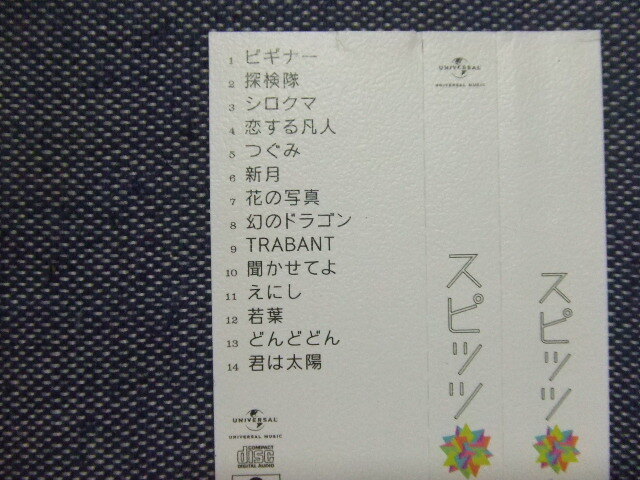 1 ビギナー
2 探検隊
3 シロクマ
4 恋する凡人
5 つぐみ
6 新月
7 花の写真
8 幻のドラゴン
9 TRABANT
10 聞かせてよ
11 えにし
12 若葉
13 どんどどん
14 君は太陽
UNIVERSAL
UNIVERSAL MUSIC
COMPACT
disc
DIGITAL AUDIO
UNIVERSAL
UNIVERSAL MUSIC
スピッツ
スピッツ